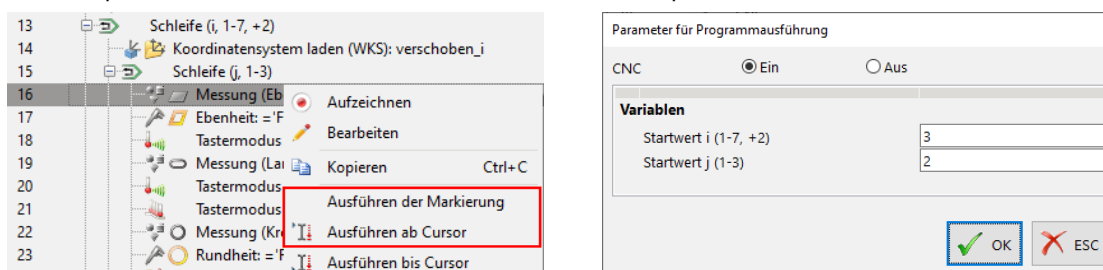 13 Schleife (i, 1-7, +2)
14 Koordinatensystem laden (WKS): verschoben_i
15 Schleife (j, 1-3)
16 Messung (Eb
17 Ebenheit: ='F
18 Tastermodus
19 Messung (Lar
20 Tastermodus
21 Tastermodus
22 Messung (Kre
23 Rundheit: ='F
Aufzeichnen
Bearbeiten
Kopieren Ctrl+C
Ausführen der Markierung
Ausführen ab Cursor
Ausführen bis Cursor
Parameter für Programmausführung
CNC Ein Aus
Variablen
Startwert i (1-7, +2) 3
Startwert j (1-3) 2
OK ESC